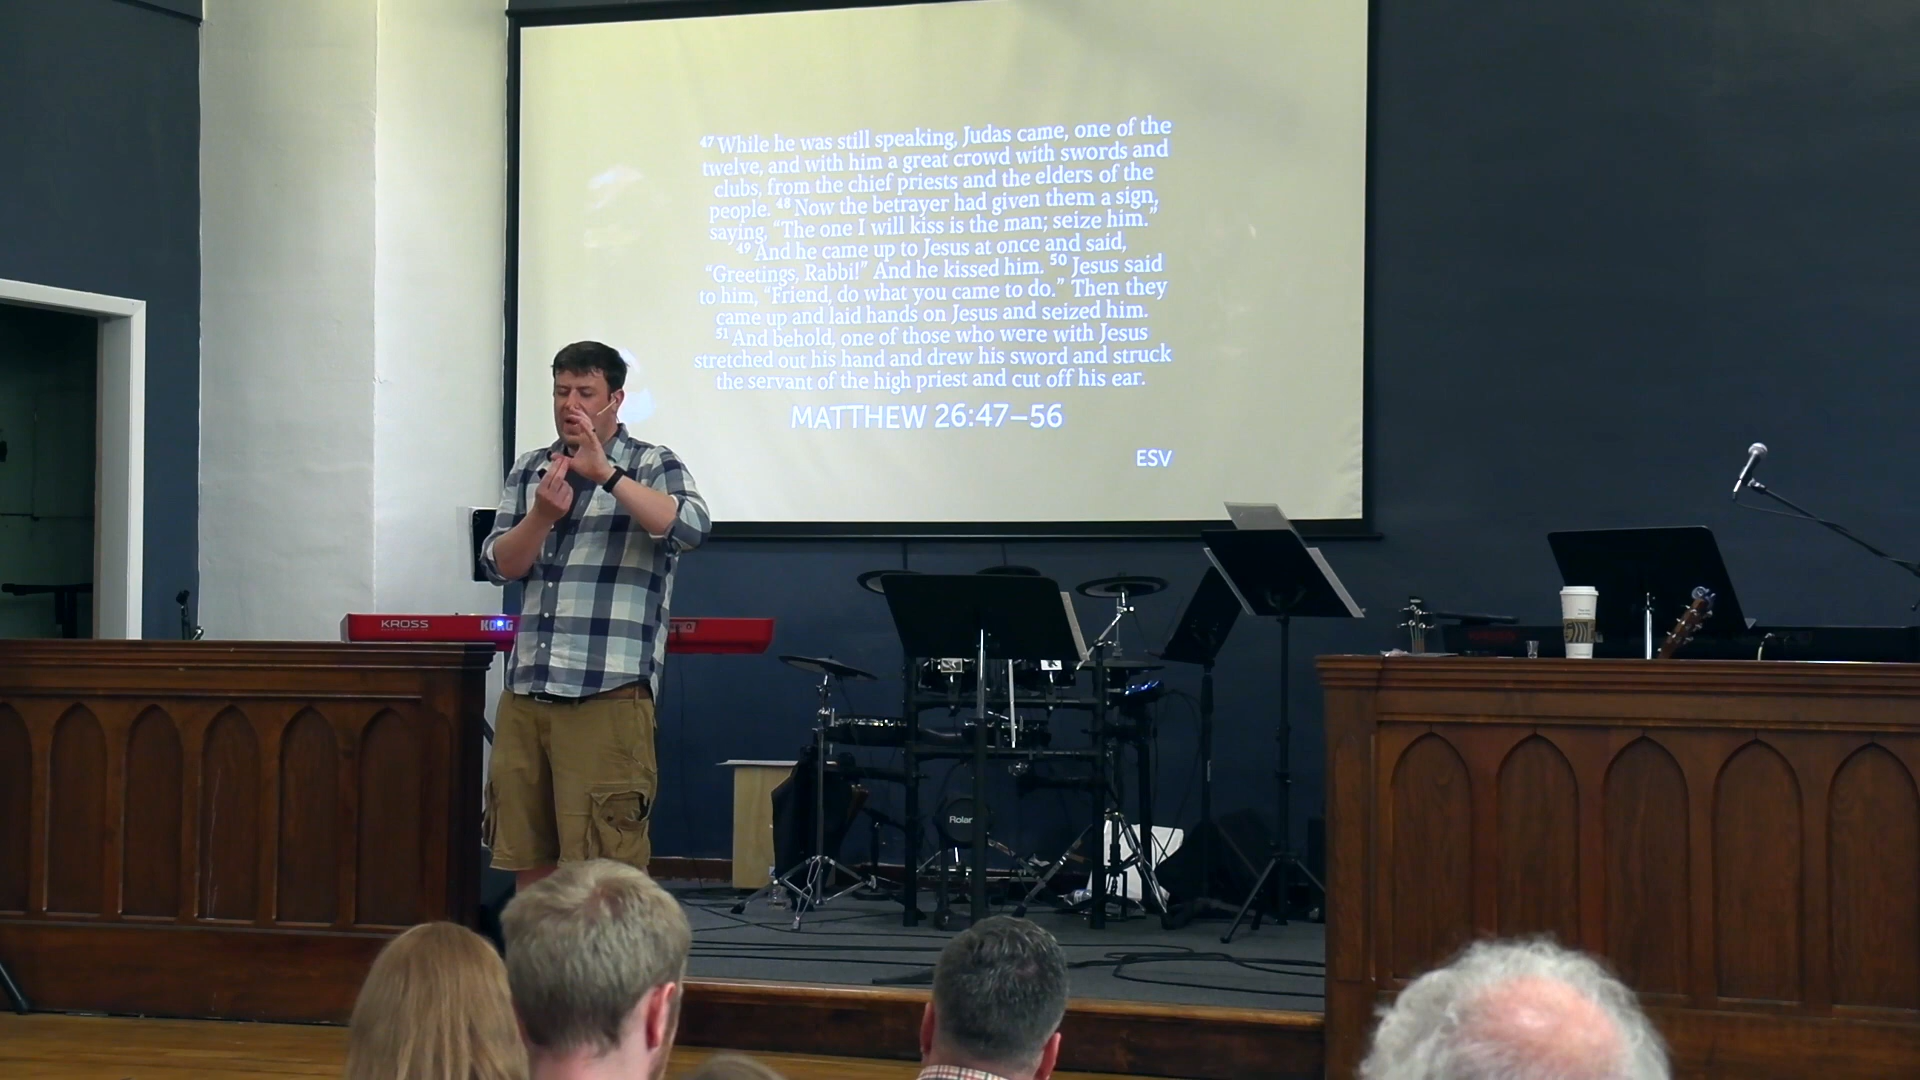 47 While he was still speaking, Judas came, one of the
twelve, and with him a great crowd with swords and
clubs, from the chief priests and the elders of the
people. 48 Now the betrayer had given them a sign,
saying, “The one I will kiss is the man; seize him.”
49 And he came up to Jesus at once and said,
“Greetings, Rabbi!” And he kissed him. 50 Jesus said
to him, “Friend, do what you came to do.” Then they
came up and laid hands on Jesus and seized him.
51 And behold, one of those who were with Jesus
stretched out his hand and drew his sword and struck
the servant of the high priest and cut off his ear.
MATTHEW 26:47–56
ESV
KROSS
KORG
Roland